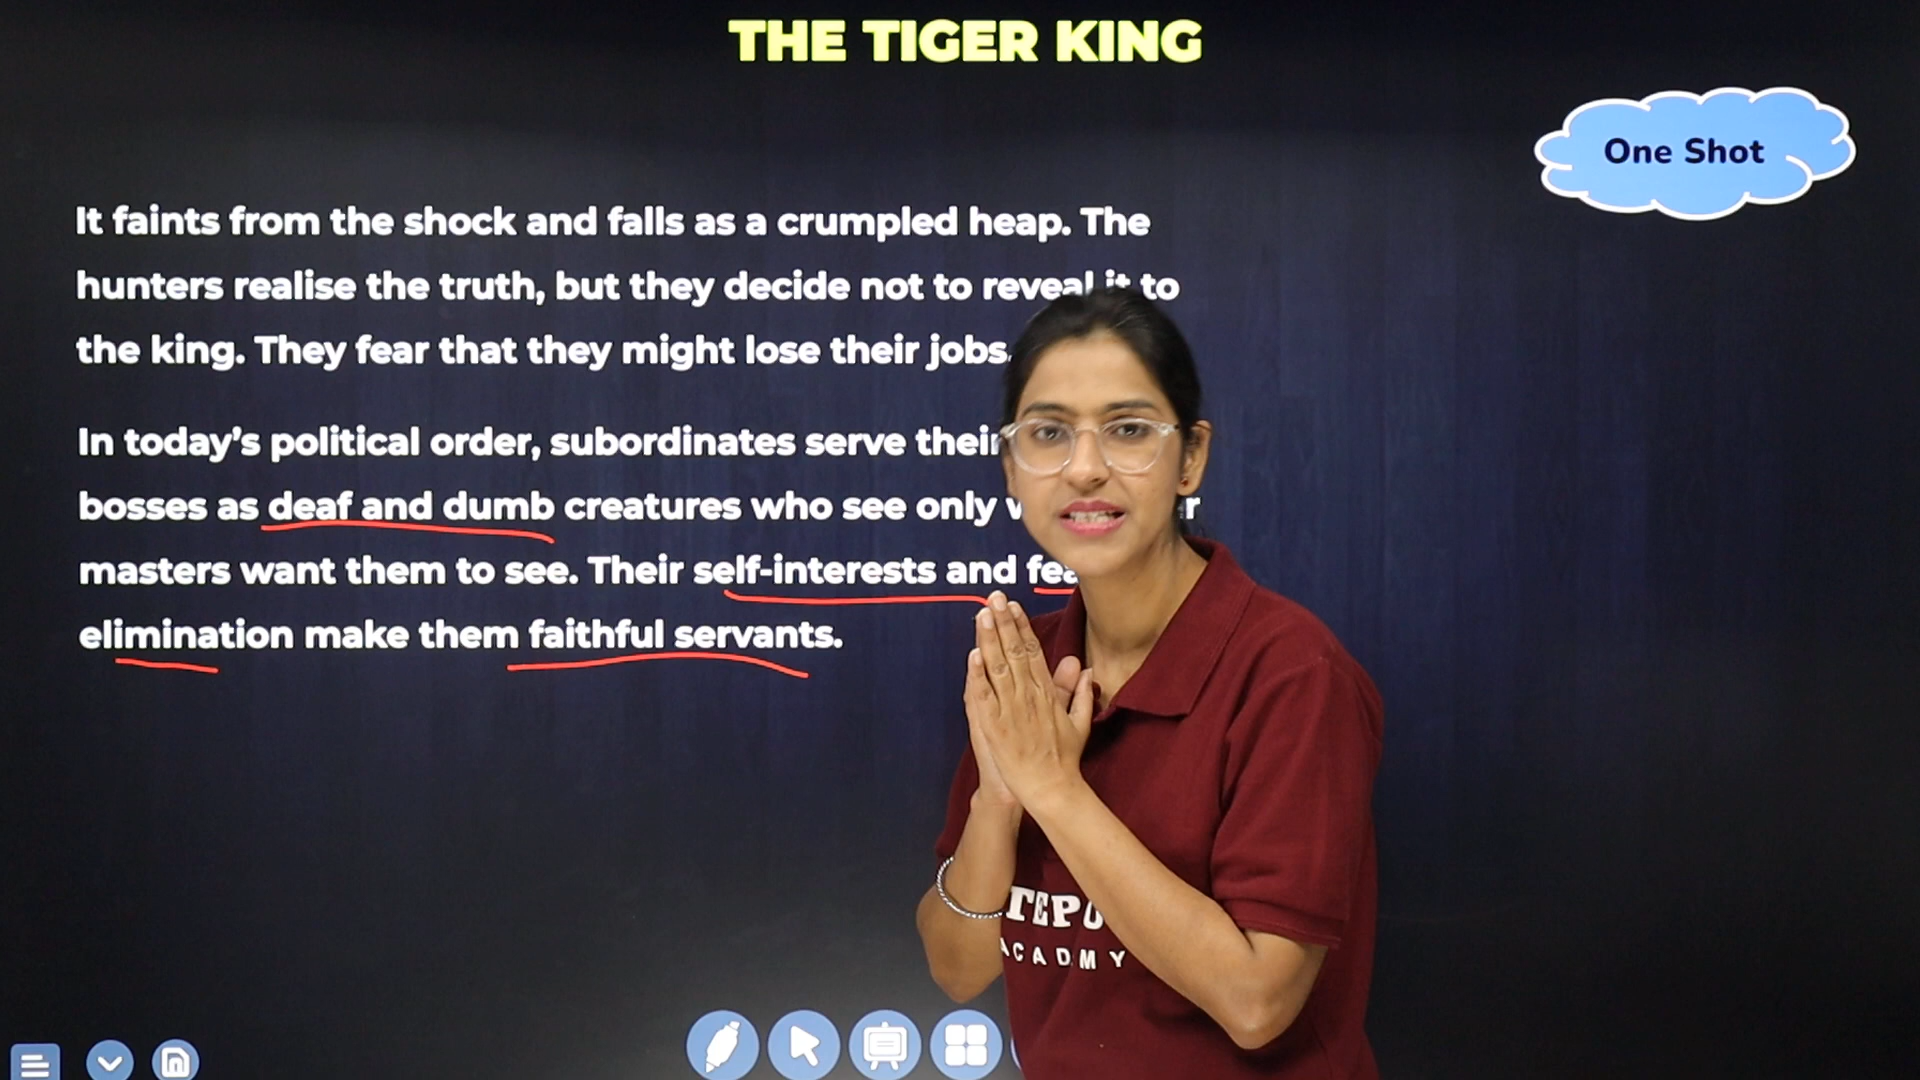 THE TIGER KING
One Shot
It faints from the shock and falls as a crumpled heap. The
hunters realise the truth, but they decide not to reveal it to
the king. They fear that they might lose their jobs.
In today's political order, subordinates serve their
bosses as deaf and dumb creatures who see only
masters want them to see. Their self-interests and
elimination make them faithful servants.